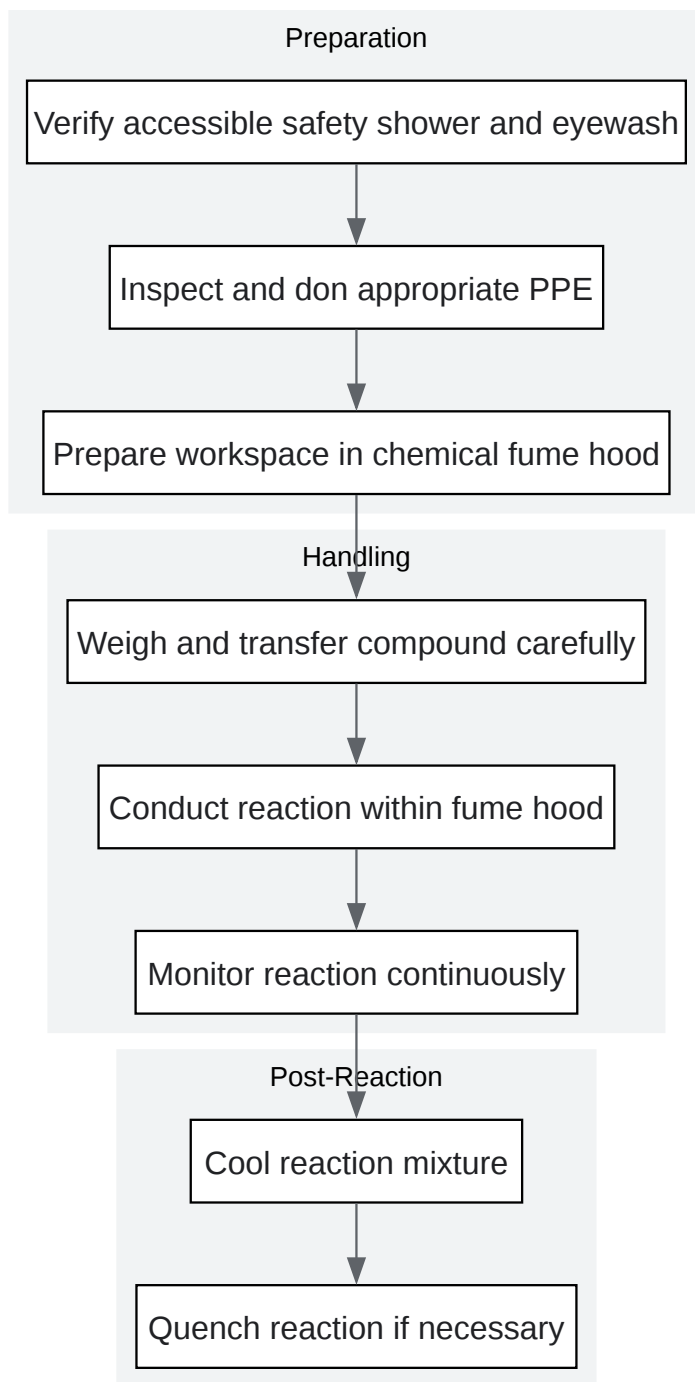 Preparation
Verify accessible safety shower and eyewash
Inspect and don appropriate PPE
Prepare workspace in chemical fume hood
Handling
Weigh and transfer compound carefully
Conduct reaction within fume hood
Monitor reaction continuously
Post-Reaction
Cool reaction mixture
Quench reaction if necessary